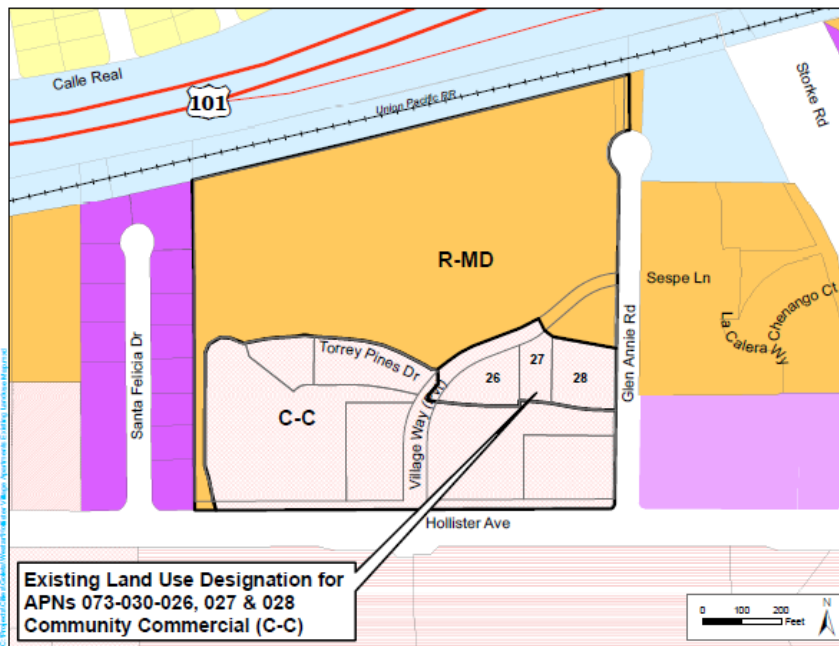 Calle Real
101
Union Pacific RR
Storke Rd
R-MD
Sespe Ln
Chenango Ct
La Calera Wy
Glen Annie Rd
Torrey Pines Dr
27
26
28
Santa Felicia Dr
C-C
Village Way
Hollister Ave
Existing Land Use Designation for
APNs 073-030-026, 027 & 028
Community Commercial (C-C)
N
0 100 200
Feet